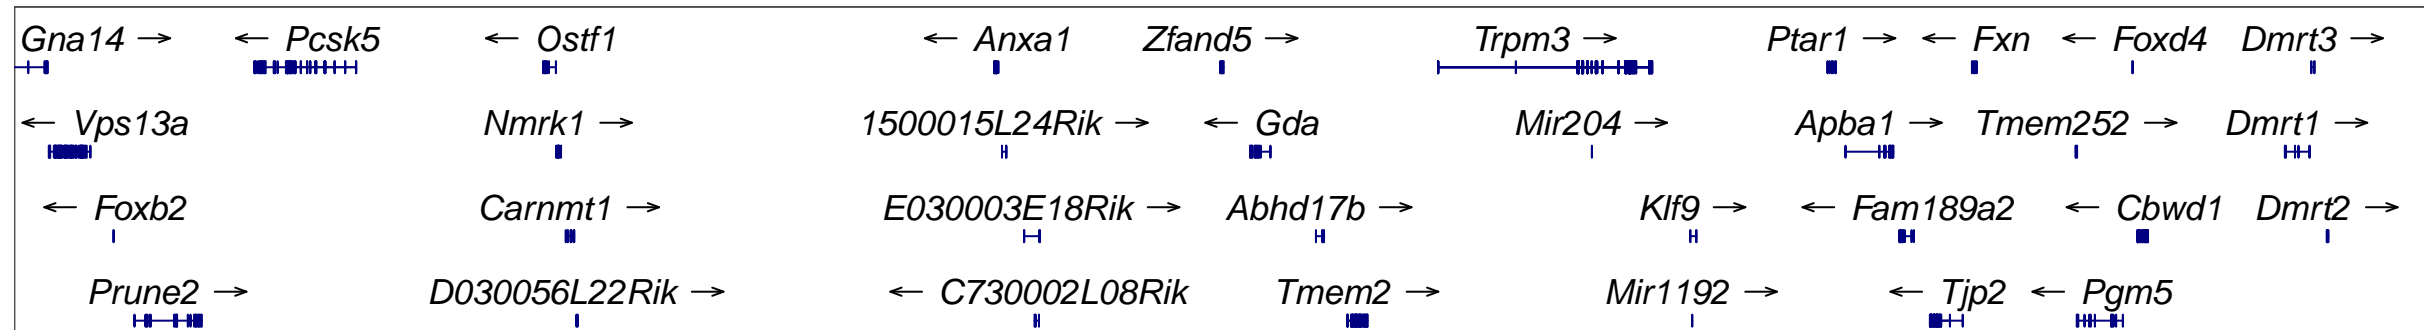 Gna14 → ← Pcsk5 ← Ostf1 ← Anxa1 Zfand5 → Trpm3 → Ptar1 → ← Fxn ← Foxd4 Dmrt3 →
← Vps13a Nmrk1 → 1500015L24Rik → ← Gda Mir204 → Apba1 → Tmem252 → Dmrt1 →
← Foxb2 Carnmt1 → E030003E18Rik → Abhd17b → Klf9 → ← Fam189a2 ← Cbwd1 Dmrt2 →
Prune2 → D030056L22Rik → ← C730002L08Rik Tmem2 → Mir1192 → ← Tjp2 ← Pgm5